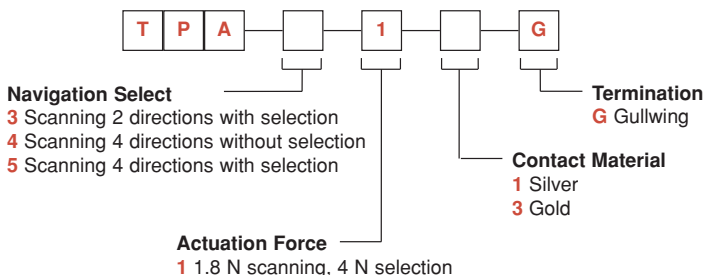 T P A 1 G
Navigation Select
3 Scanning 2 directions with selection
4 Scanning 4 directions without selection
5 Scanning 4 directions with selection
Termination
G Gullwing
Contact Material
1 Silver
3 Gold
Actuation Force
1 1.8 N scanning, 4 N selection